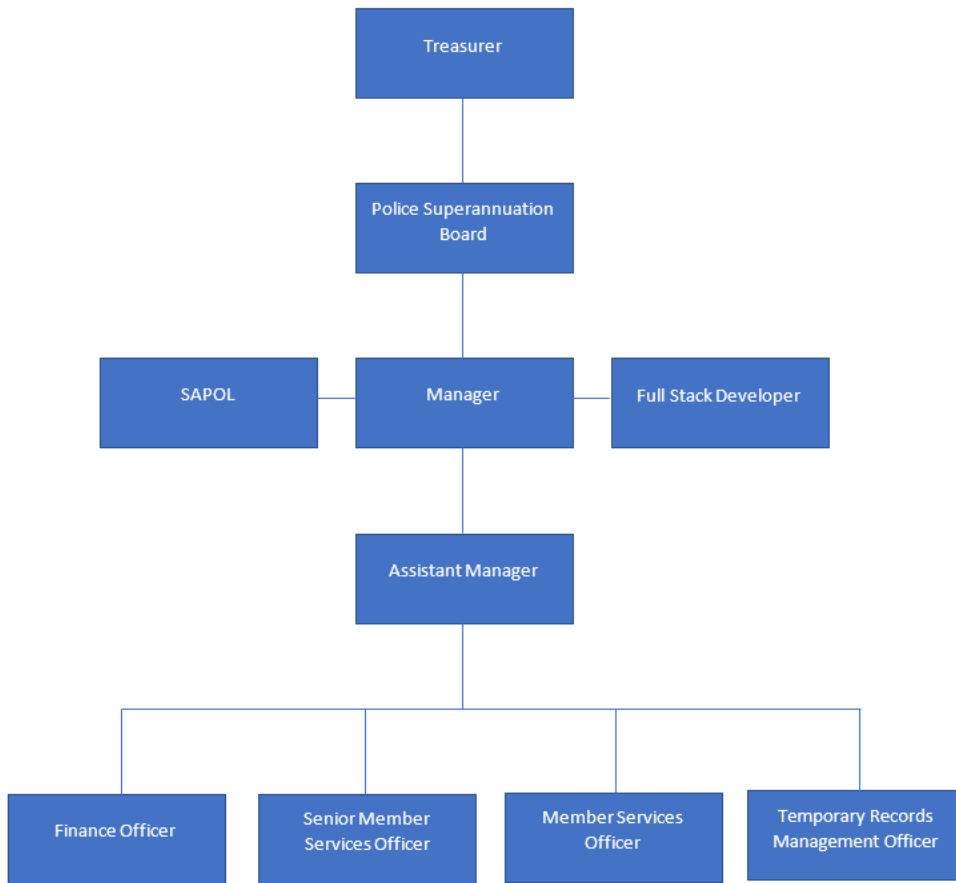 Treasurer
Police Superannuation
Board
SAPOL
Manager
Full Stack Developer
Assistant Manager
Finance Officer
Senior Member
Services Officer
Member Services
Officer
Temporary Records
Management Officer